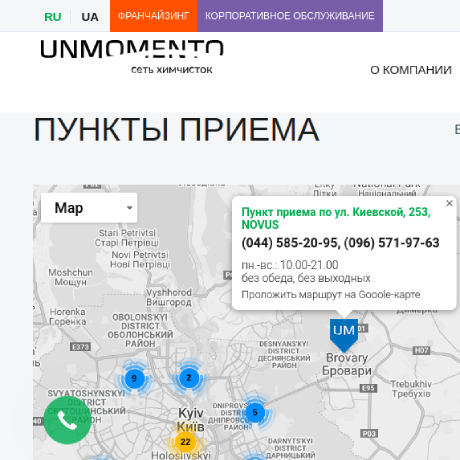 RU UA ФРАНЧАЙЗИНГ КОРПОРАТИВНОЕ ОБСЛУЖИВАНИЕ
UNMOMENTO
сеть химчисток
О КОМПАНИИ
ПУНКТЫ ПРИЕМА
Map
Пункт приема по ул. Киевской, 253,
NOVUS
(044) 585-20-95, (096) 571-97-63
пн.-вс.: 10.00-21.00
без обеда, без выходных
Проложить маршрут на Gooole-карте
Stari Petrivtsi
Старі Петрівці
Novi Petrivtsi
Нові Петрівці
Moshchun
Мощун
Vyshhorod
Вишгород
Horenka
Горенка
OBOLONSKYI
DISTRICT
ОБОЛОНСЬКИЙ
РАЙОН
E373
DESNYANSKYI
DISTRICT
ДЕСНЯНСЬКИЙ
РАЙОН
UM
Brovary
Бровари
H07
E95
Trebukhiv
Требухів
9
2
5
22
SVYATOSHYNSKYI
DISTRICT
Kyiv
Київ
Holosiivskyi
DNIPROVSKYI
DISTRICT
РАЙОН
P03
DARNYTSKYI
DISTRICT